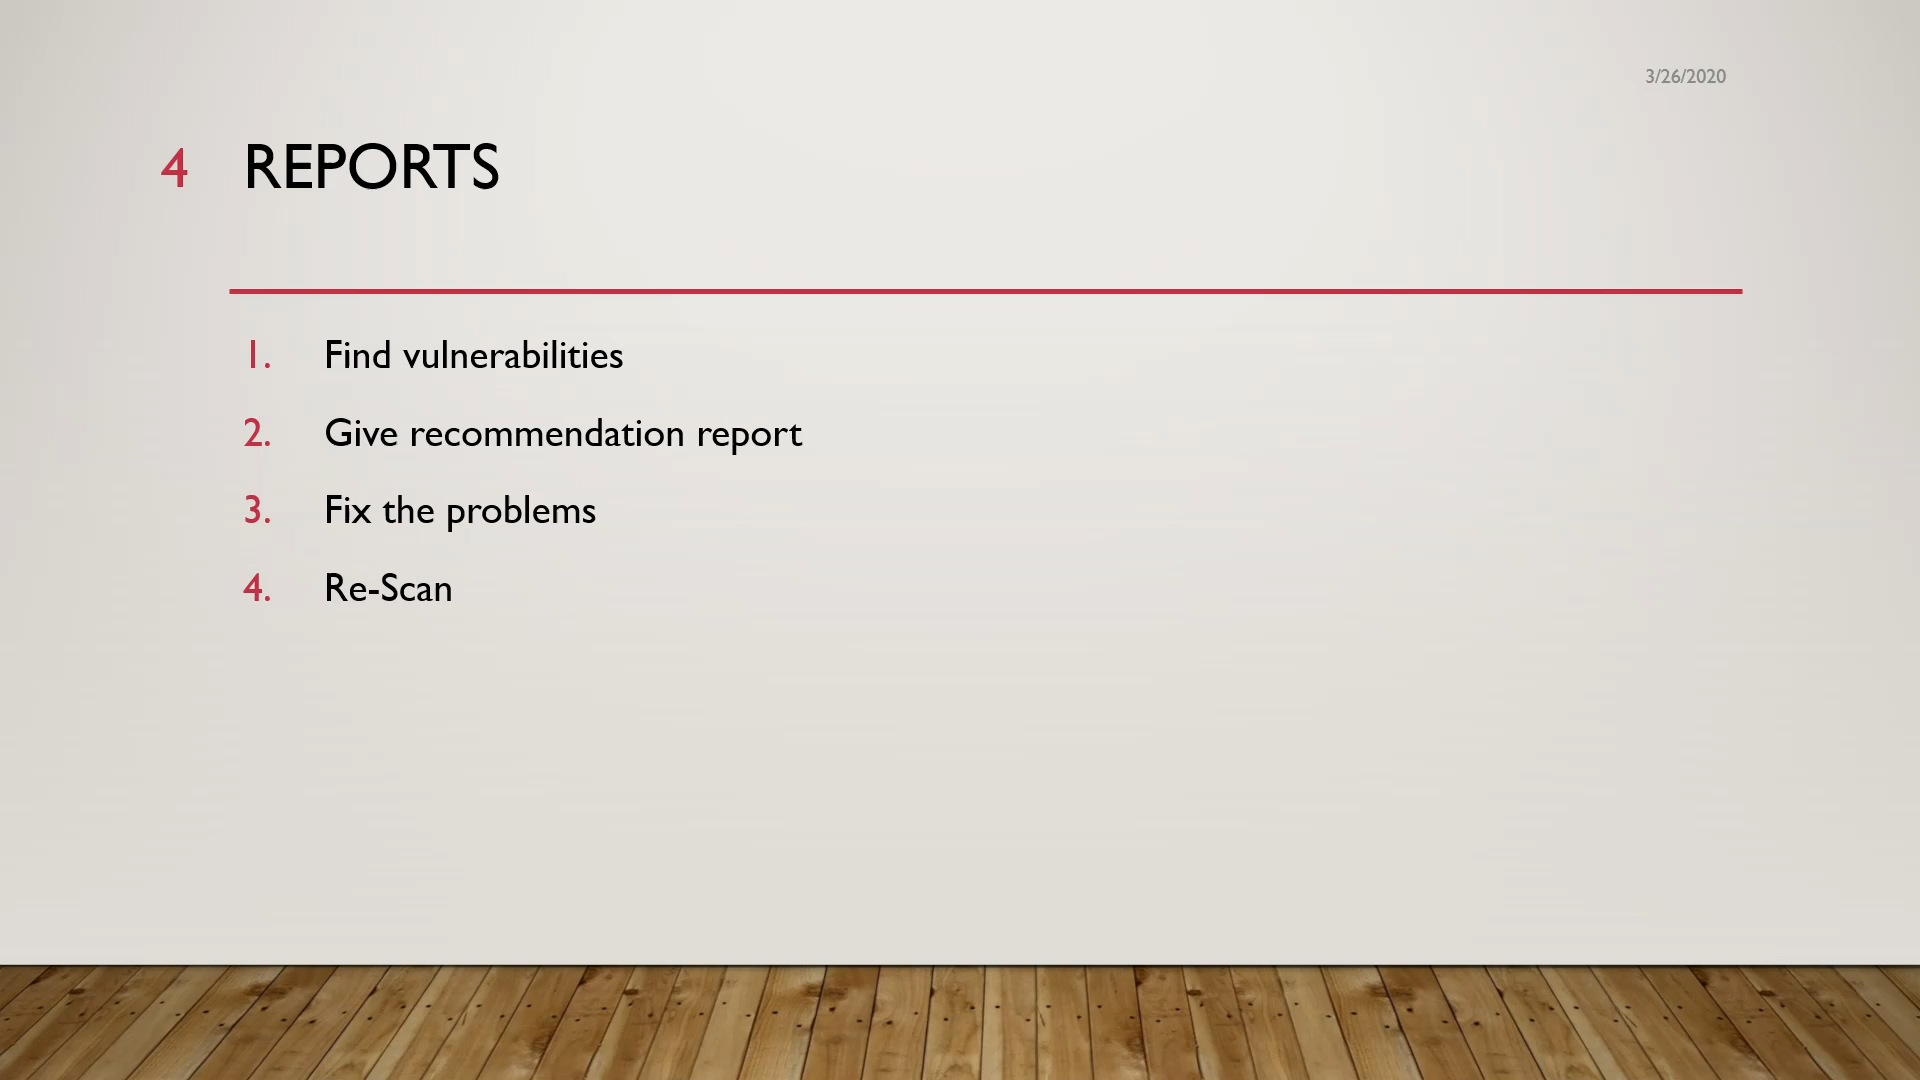 3/26/2020
4 REPORTS
1. Find vulnerabilities
2. Give recommendation report
3. Fix the problems
4. Re-Scan